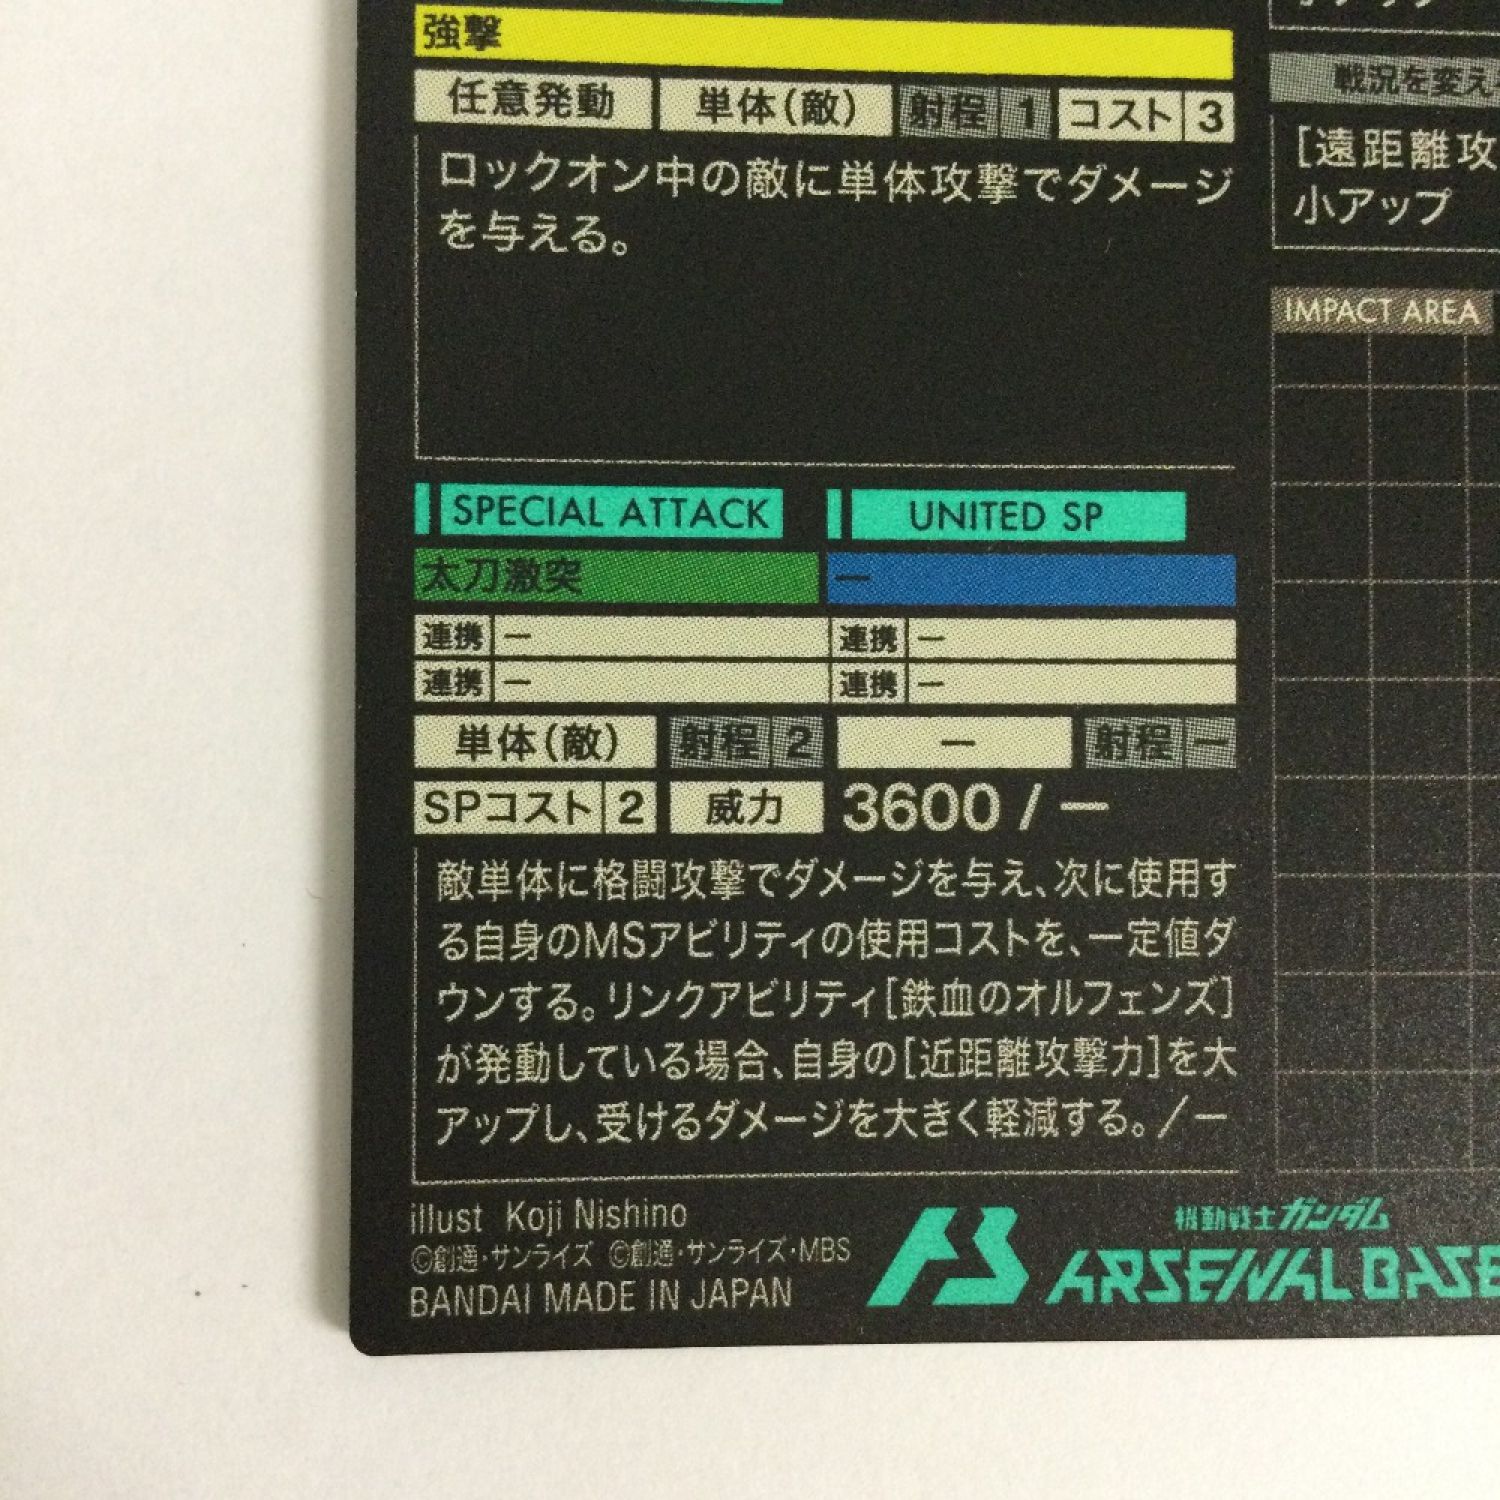 強撃
任意発動 単体(敵) 射程 1 コスト 3
ロックオン中の敵に単体攻撃でダメージ
を与える。
戦況を変え
[遠距離攻
小アップ
IMPACT AREA
SPECIAL ATTACK
UNITED SP
太刀激突
ー
連携 ー 連携 ー
連携 ー 連携 ー
単体(敵) 射程 2 ー 射程 ー
SPコスト 2 威力 3600 / ー
敵単体に格闘攻撃でダメージを与え、次に使用す
る自身のMSアビリティの使用コストを、一定値ダ
ウンする。リンクアビリティ[鉄血のオルフェンズ]
が発動している場合、自身の[近距離攻撃力]を大
アップし、受けるダメージを大きく軽減する。/ー
illust Koji Nishino
©創通・サンライズ ©創通・サンライズ・MBS
BANDAI MADE IN JAPAN
機動戦士ガンダム
ARSENAL BASE